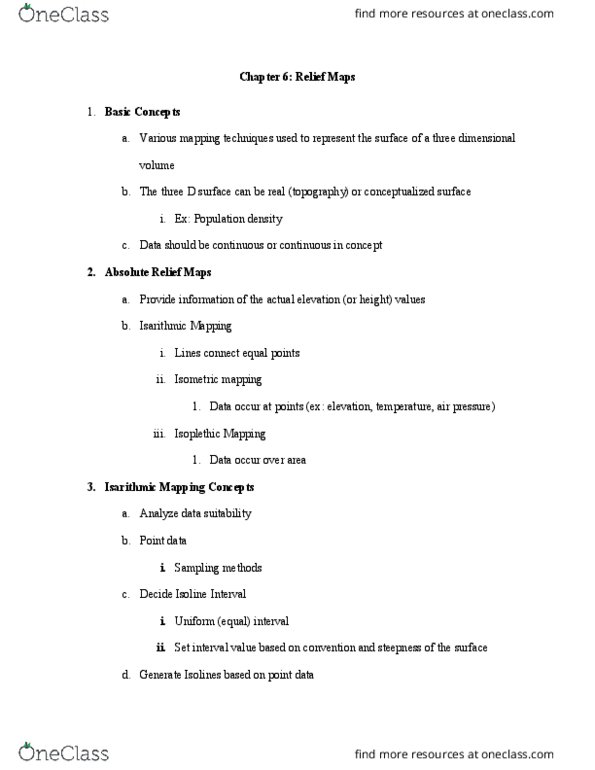 OneClass
find more resources at oneclass.com
Chapter 6: Relief Maps
1. Basic Concepts
a. Various mapping techniques used to represent the surface of a three dimensional
volume
b. The three D surface can be real (topography) or conceptualized surface
i. Ex: Population density
c. Data should be continuous or continuous in concept
2. Absolute Relief Maps
a. Provide information of the actual elevation (or height) values
b. Isarithmic Mapping
i. Lines connect equal points
ii. Isometric mapping
1. Data occur at points (ex: elevation, temperature, air pressure)
iii. Isoplethic Mapping
1. Data occur over area
3. Isarithmic Mapping Concepts
a. Analyze data suitability
b. Point data
i. Sampling methods
c. Decide Isoline Interval
i. Uniform (equal) interval
ii. Set interval value based on convention and steepness of the surface
d. Generate Isolines based on point data
OneClass
find more resources at oneclass.com